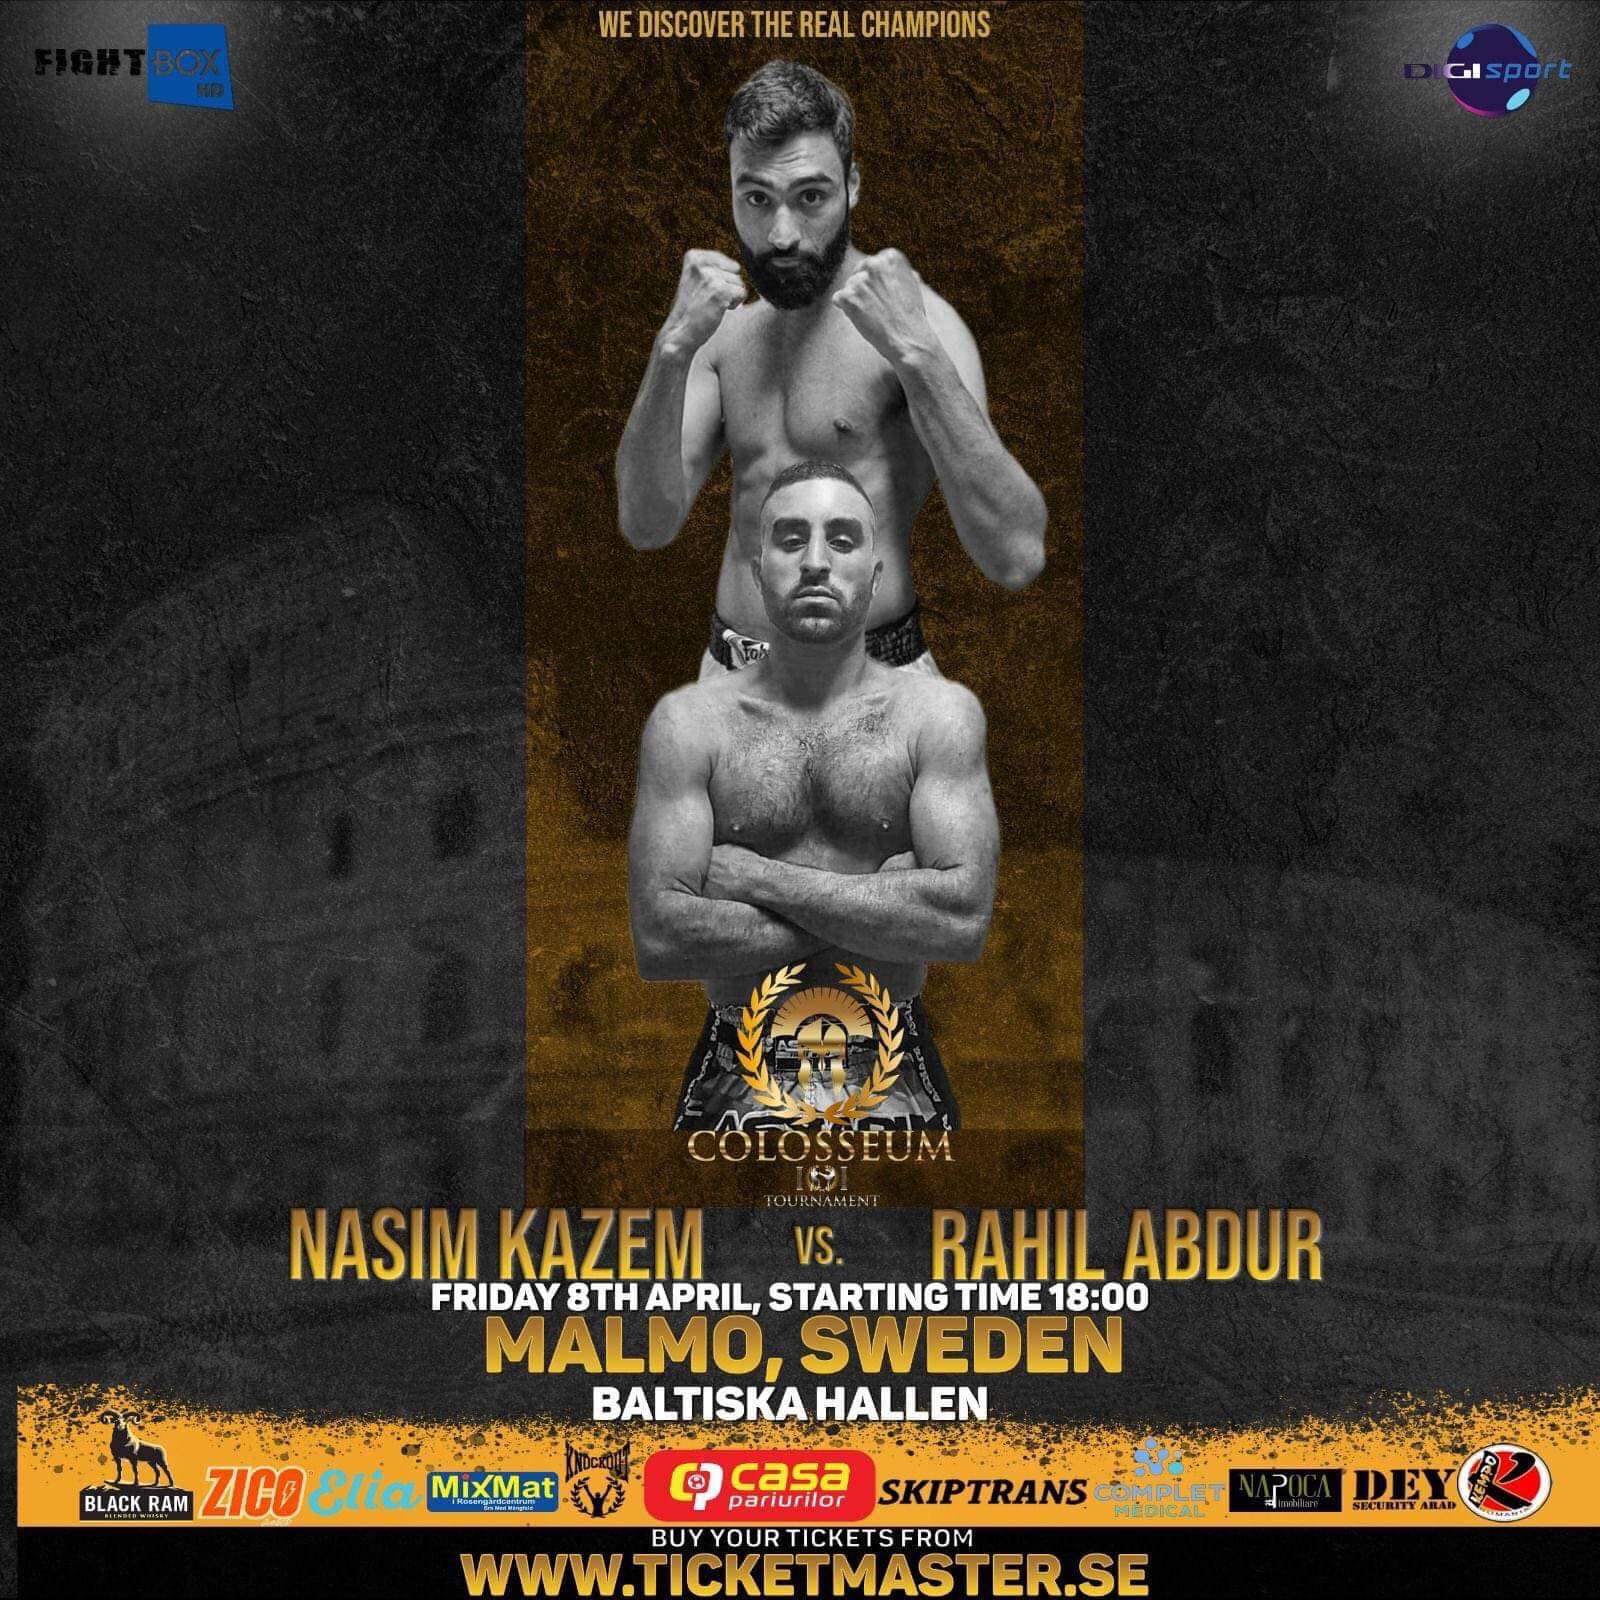 WE DISCOVER THE REAL CHAMPIONS
FIGHTBOX
HD
DIGI sport
COLOSSEUM
TOURNAMENT
NASIM KAZEM VS. RAHIL ABDUR
FRIDAY 8TH APRIL, STARTING TIME 18:00
MALMO, SWEDEN
BALTISKA HALLEN
BLACK RAM
BLENDED WHISKY
ZICO
Elia
MixMat
i Rosengårdcentrum
KNOCKOUT
casa
pariurilor
SKIPTRANS
COMPLET
MEDICAL
NAPOCA
imobiliare
DEY
SECURITY ARAD
KEMPO
BUY YOUR TICKETS FROM
WWW.TICKETMASTER.SE